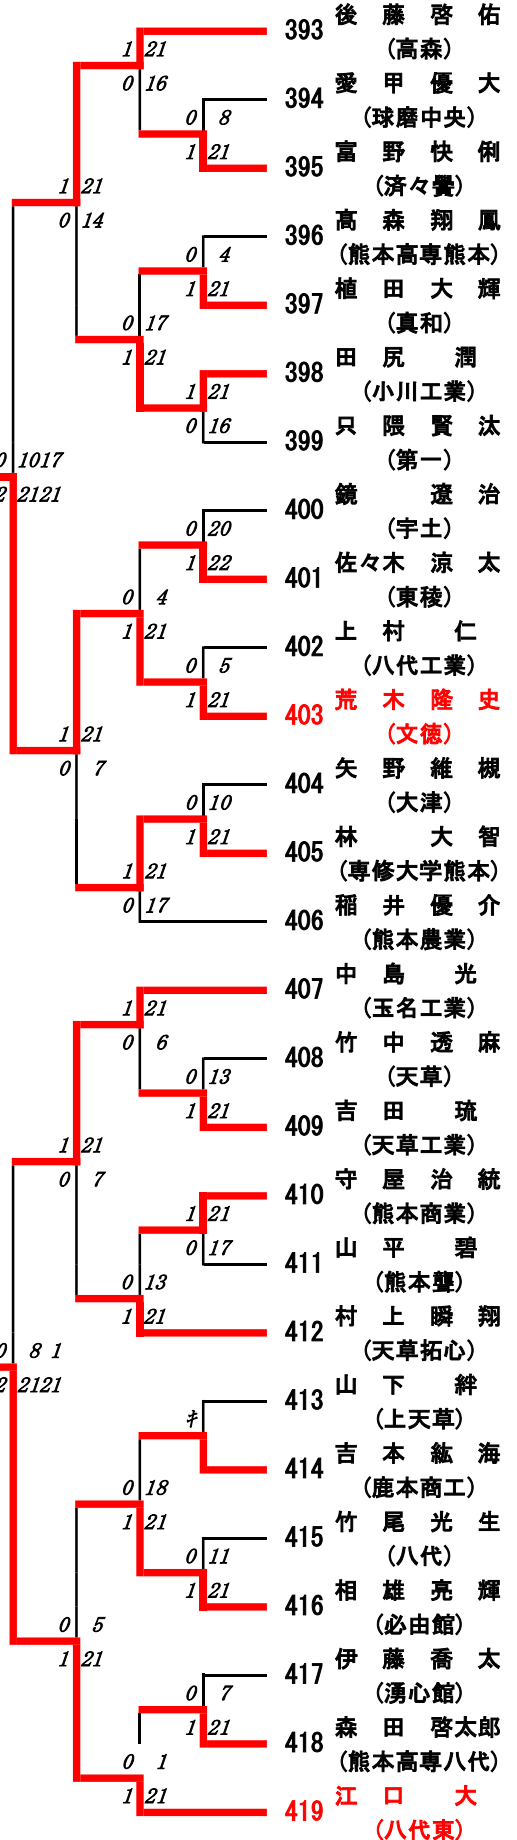 後藤啓佑
1 21
393
(高森)
0 16
愛甲優大
394
0 8
(球磨中央)
1 21
富野快俐
395
1 21
(済々黌)
0 14
髙森翔鳳
396
0 4
(熊本高専熊本)
1 21
植田大輝
397
0 17
(真和)
1 21
田尻潤
398
1 21
(小川工業)
0 16
只隈賢汰
399
0 1017
(第一)
2 2121
鏡遼治
400
0 20
(宇土)
1 22
佐々木涼太
401
0 4
(東稜)
1 21
上村仁
402
0 5
(八代工業)
1 21
荒木隆史
403
1 21
(文徳)
0 7
矢野維槻
404
0 10
(大津)
1 21
林大智
405
1 21
(専修大学熊本)
0 17
稲井優介
406
(熊本農業)
中島光
407
1 21
(玉名工業)
0 6
竹中透麻
408
0 13
(天草)
1 21
吉田琉
409
1 21
(天草工業)
0 7
守屋治統
410
1 21
(熊本商業)
0 17
山平碧
411
0 13
(熊本聾)
1 21
村上瞬翔
412
0 8 1
(天草拓心)
2 2121
山下絆
413
ｷ
(上天草)
吉本紘海
414
0 18
(鹿本商工)
1 21
竹尾光生
415
0 11
(八代)
1 21
相雄亮輝
416
0 5
(必由館)
1 21
伊藤喬太
417
0 7
(湧心館)
1 21
森田啓太郎
418
0 1
(熊本高専八代)
1 21
江口大
419
(八代東)